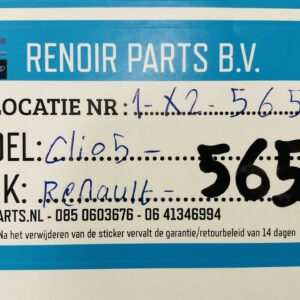 RENOIR PARTS B.V.
LOCATIE NR : 1-X2-565
DEL: Clio5-
K: Renault- 565
PARTS.NL - 085 0603676 - 06 41346994
Na het verwijderen van de sticker vervalt de garantie/retourbeleid van 14 dagen